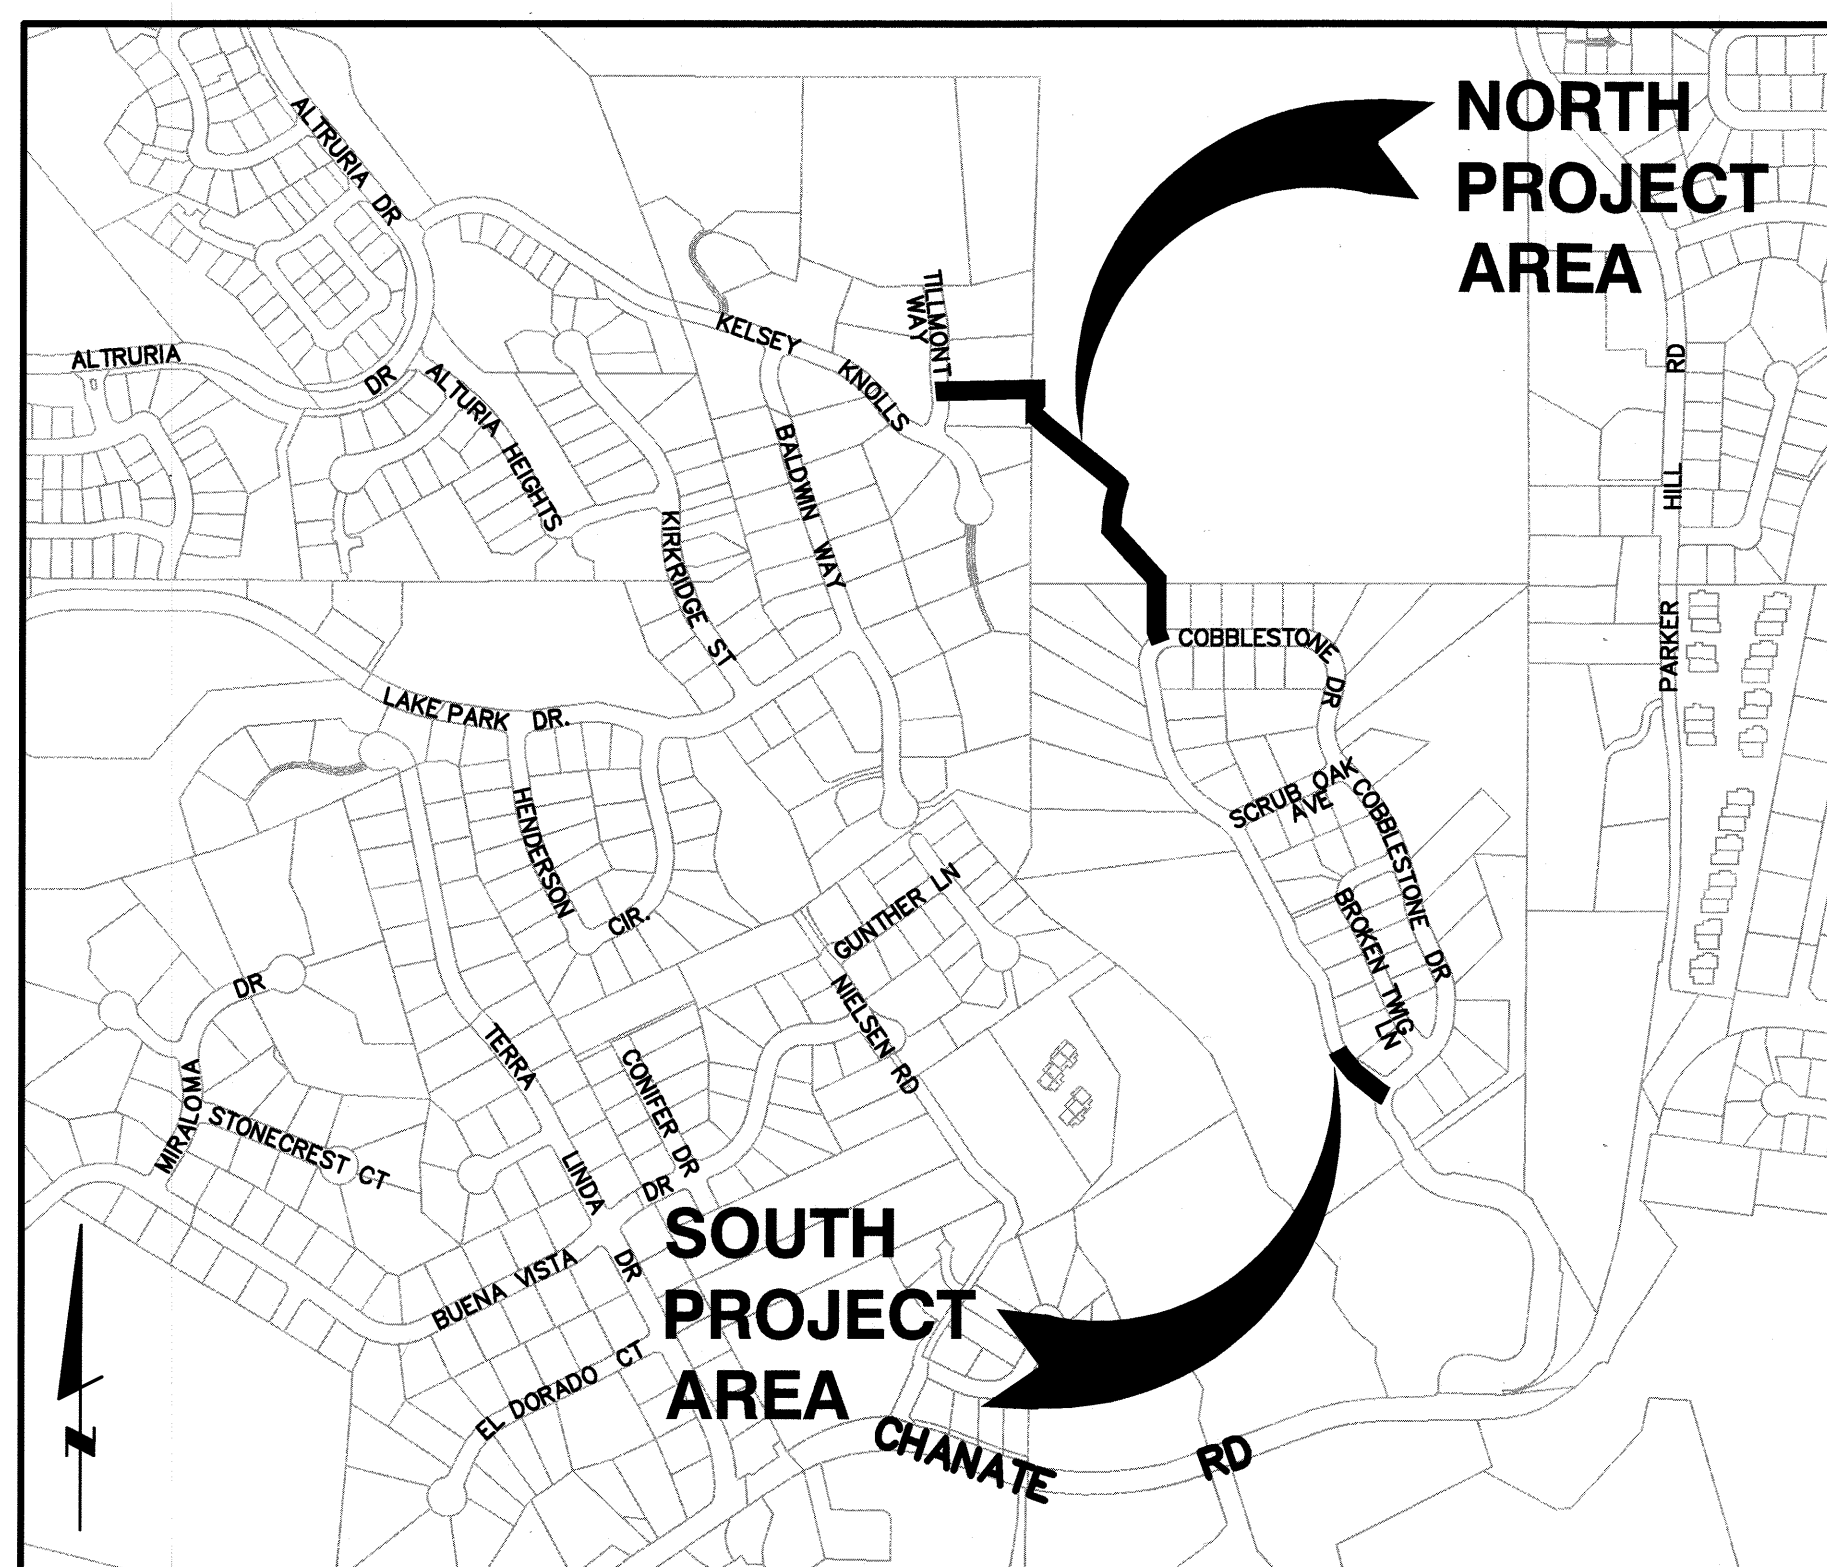 NORTH
PROJECT
AREA
ALTRURIA DR
TILLMONT
WAY
KELSEY
KNOLLS
ALTRURIA
DR
ALTURIA HEIGHTS
RD
HILL
PARKER
BALDWIN WAY
KIRKRIDGE ST
COBBLESTONE DR
LAKE PARK DR.
SCRUB OAK
AVE
COBBLESTONE DR
HENDERSON
CIR.
GUNTHER LN
BROKEN TWIG
LN
DR
MIRALOMA
NIELSEN RD
TERRA
LINDA
DR
CONIFER DR
STONECREST CT
DR
BUENA VISTA
EL DORADO CT
SOUTH
PROJECT
AREA
CHANATE
RD
N